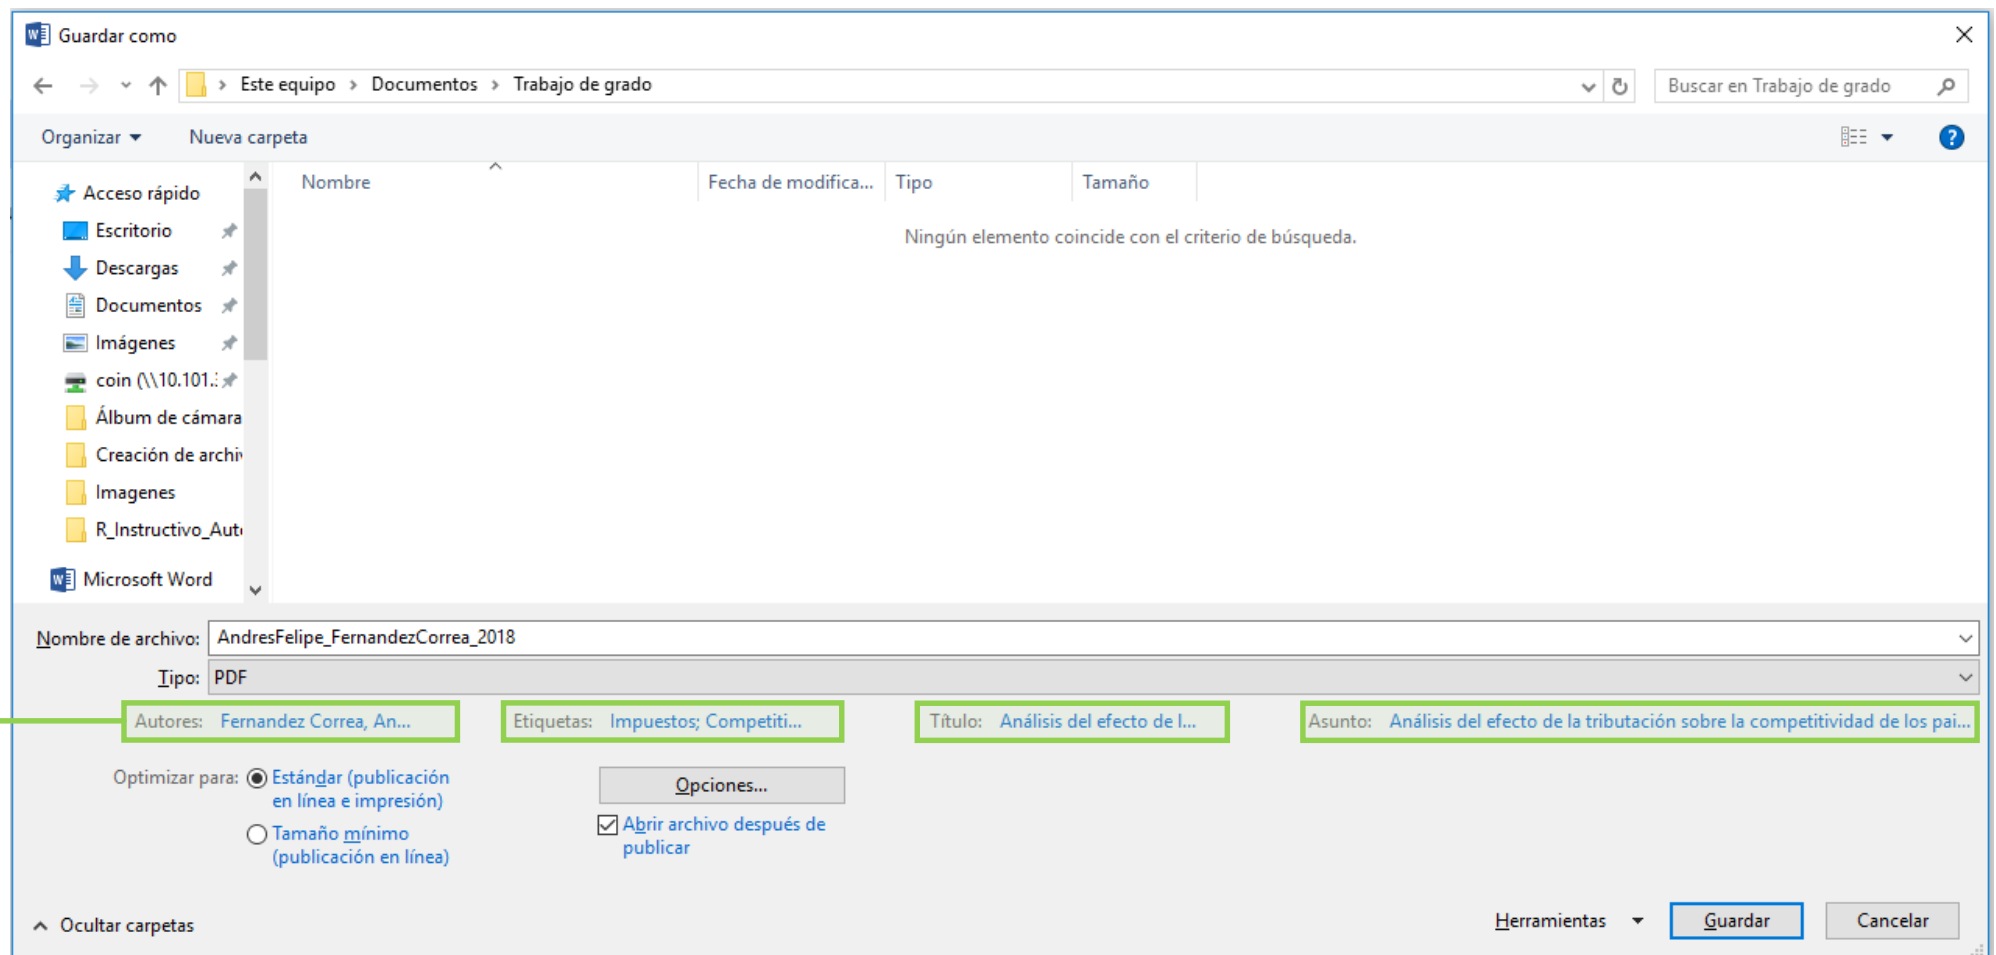 Guardar como
Este equipo > Documentos > Trabajo de grado
Buscar en Trabajo de grado
Organizar
Nueva carpeta
Nombre
Fecha de modifica...
Tipo
Tamaño
Ningún elemento coincide con el criterio de búsqueda.
Acceso rápido
Escritorio
Descargas
Documentos
Imágenes
coin (\\10.101.
Álbum de cámara
Creación de archiv
Imagenes
R_Instructivo_Aut
Microsoft Word
Nombre de archivo: AndresFelipe_FernandezCorrea_2018
Tipo: PDF
Autores: Fernandez Correa, An...
Etiquetas: Impuestos; Competiti...
Título: Análisis del efecto de l...
Asunto: Análisis del efecto de la tributación sobre la competitividad de los pai...
Optimizar para:
Estándar (publicación
en línea e impresión)
Tamaño mínimo
(publicación en línea)
Opciones...
Abrir archivo después de
publicar
Ocultar carpetas
Herramientas
Guardar
Cancelar